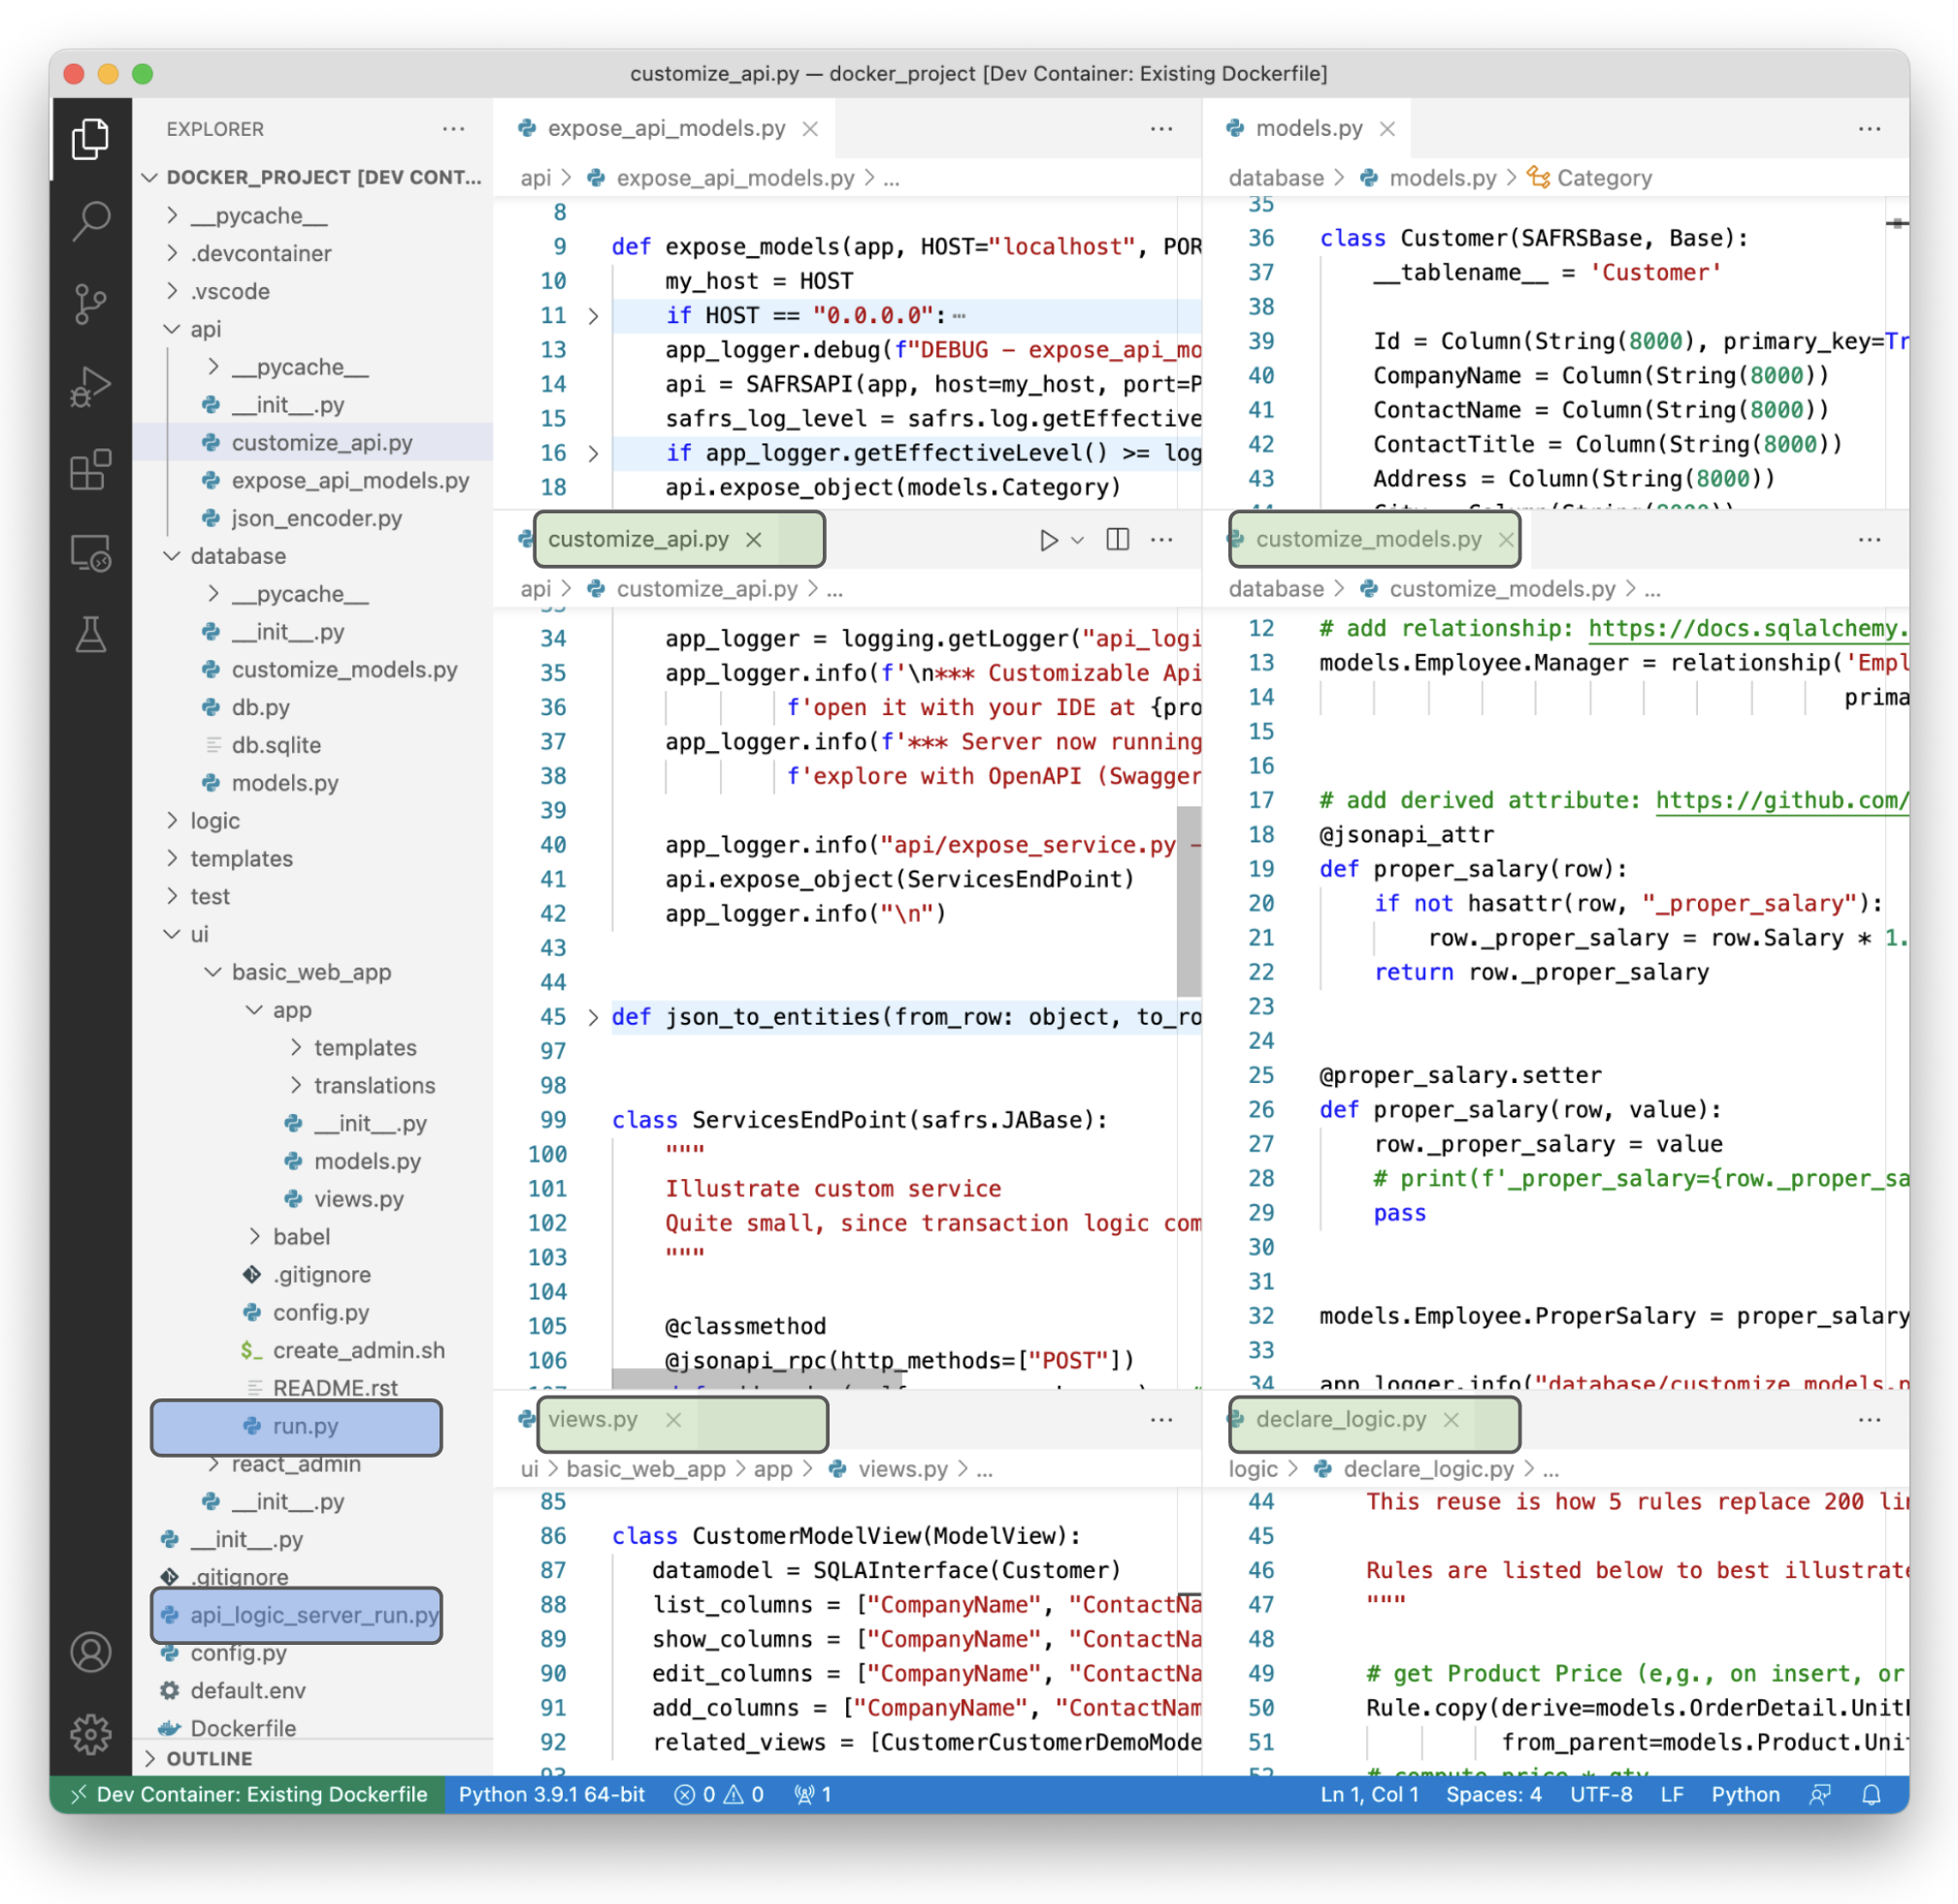 customize_api.py — docker_project [Dev Container: Existing Dockerfile]
EXPLORER
DOCKER_PROJECT [DEV CONT...
__pycache__
.devcontainer
.vscode
api
__pycache__
__init__.py
customize_api.py
expose_api_models.py
json_encoder.py
database
__pycache__
__init__.py
customize_models.py
db.py
db.sqlite
models.py
logic
templates
test
ui
basic_web_app
app
templates
translations
__init__.py
models.py
views.py
babel
.gitignore
config.py
$_ create_admin.sh
README.rst
run.py
react_admin
__init__.py
__init__.py
.gitignore
api_logic_server_run.py
config.py
default.env
Dockerfile
OUTLINE
expose_api_models.py
api > expose_api_models.py > ...
8
9 def expose_models(app, HOST="localhost", POR
10 my_host = HOST
11 if HOST == "0.0.0.0": ...
13 app_logger.debug(f"DEBUG – expose_api_mo
14 api = SAFRSAPI(app, host=my_host, port=P
15 safrs_log_level = safrs.log.getEffective
16 if app_logger.getEffectiveLevel() >= log
18 api.expose_object(models.Category)
models.py
database > models.py > Category
35
36 class Customer(SAFRSBase, Base):
37 __tablename__ = 'Customer'
38
39 Id = Column(String(8000), primary_key=Tr
40 CompanyName = Column(String(8000))
41 ContactName = Column(String(8000))
42 ContactTitle = Column(String(8000))
43 Address = Column(String(8000))
customize_api.py
api > customize_api.py > ...
34 app_logger = logging.getLogger("api_logi
35 app_logger.info(f'\n*** Customizable Api
36 f'open it with your IDE at {pro
37 app_logger.info(f'*** Server now running
38 f'explore with OpenAPI (Swagger
39
40 app_logger.info("api/expose_service.py –
41 api.expose_object(ServicesEndPoint)
42 app_logger.info("\n")
43
44
45 def json_to_entities(from_row: object, to_ro
97
98
99 class ServicesEndPoint(safrs.JABase):
100 """
101 Illustrate custom service
102 Quite small, since transaction logic com
103 """
104
105 @classmethod
106 @jsonapi_rpc(http_methods=["POST"])
customize_models.py
database > customize_models.py > ...
12 # add relationship: https://docs.sqlalchemy.
13 models.Employee.Manager = relationship('Empl
14 prima
15
16
17 # add derived attribute: https://github.com/
18 @jsonapi_attr
19 def proper_salary(row):
20 if not hasattr(row, "_proper_salary"):
21 row._proper_salary = row.Salary * 1.
22 return row._proper_salary
23
24
25 @proper_salary.setter
26 def proper_salary(row, value):
27 row._proper_salary = value
28 # print(f'_proper_salary={row._proper_sa
29 pass
30
31
32 models.Employee.ProperSalary = proper_salary
33
34 app_logger.info("database/customize_models.p
views.py
ui > basic_web_app > app > views.py > ...
85
86 class CustomerModelView(ModelView):
87 datamodel = SQLAInterface(Customer)
88 list_columns = ["CompanyName", "ContactNa
89 show_columns = ["CompanyName", "ContactNa
90 edit_columns = ["CompanyName", "ContactNa
91 add_columns = ["CompanyName", "ContactNam
92 related_views = [CustomerCustomerDemoMode
declare_logic.py
logic > declare_logic.py > ...
44 This reuse is how 5 rules replace 200 lin
45
46 Rules are listed below to best illustrate
47 """
48
49 # get Product Price (e,g., on insert, or
50 Rule.copy(derive=models.OrderDetail.UnitP
51 from_parent=models.Product.Uni
52 # compute price * qty
Dev Container: Existing Dockerfile Python 3.9.1 64-bit 0 0 1 Ln 1, Col 1 Spaces: 4 UTF-8 LF Python